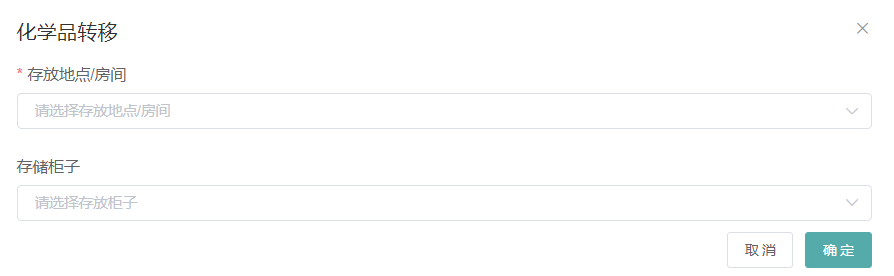 化学品转移
* 存放地点/房间
请选择存放地点/房间
存储柜子
请选择存放柜子
取消 确定